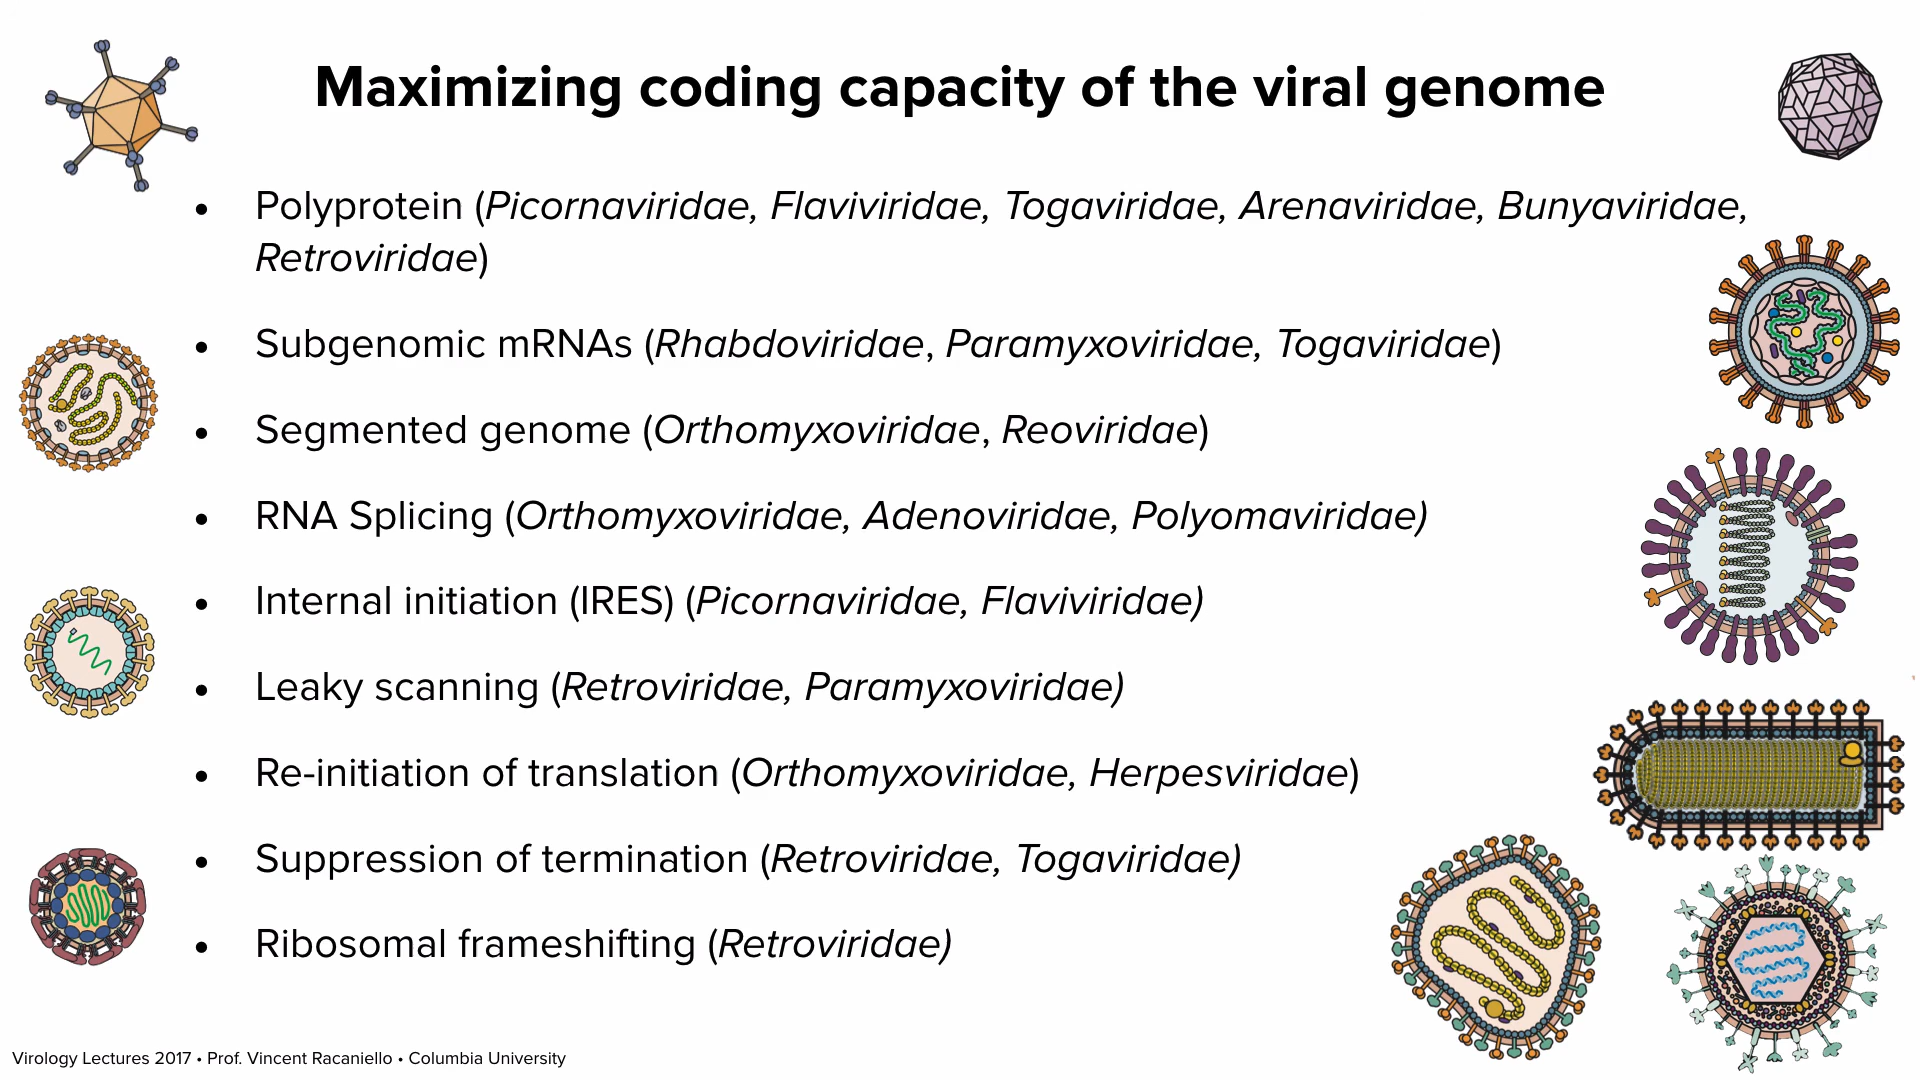 Maximizing coding capacity of the viral genome
• Polyprotein (Picornaviridae, Flaviviridae, Togaviridae, Arenaviridae, Bunyaviridae,
Retroviridae)
• Subgenomic mRNAs (Rhabdoviridae, Paramyxoviridae, Togaviridae)
• Segmented genome (Orthomyxoviridae, Reoviridae)
• RNA Splicing (Orthomyxoviridae, Adenoviridae, Polyomaviridae)
• Internal initiation (IRES) (Picornaviridae, Flaviviridae)
• Leaky scanning (Retroviridae, Paramyxoviridae)
• Re-initiation of translation (Orthomyxoviridae, Herpesviridae)
• Suppression of termination (Retroviridae, Togaviridae)
• Ribosomal frameshifting (Retroviridae)
Virology Lectures 2017 • Prof. Vincent Racaniello • Columbia University